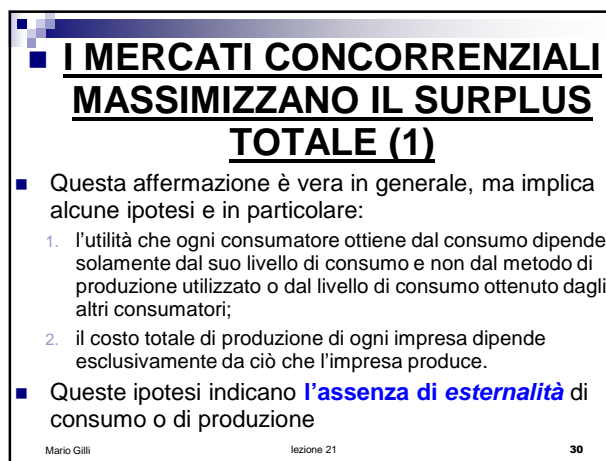 I MERCATI CONCORRENZIALI
MASSIMIZZANO IL SURPLUS
TOTALE (1)
Questa affermazione è vera in generale, ma implica
alcune ipotesi e in particolare:
1. l’utilità che ogni consumatore ottiene dal consumo dipende
solamente dal suo livello di consumo e non dal metodo di
produzione utilizzato o dal livello di consumo ottenuto dagli
altri consumatori;
2. il costo totale di produzione di ogni impresa dipende
esclusivamente da ciò che l’impresa produce.
Queste ipotesi indicano l’assenza di esternalità di
consumo o di produzione
Mario Gilli lezione 21 30